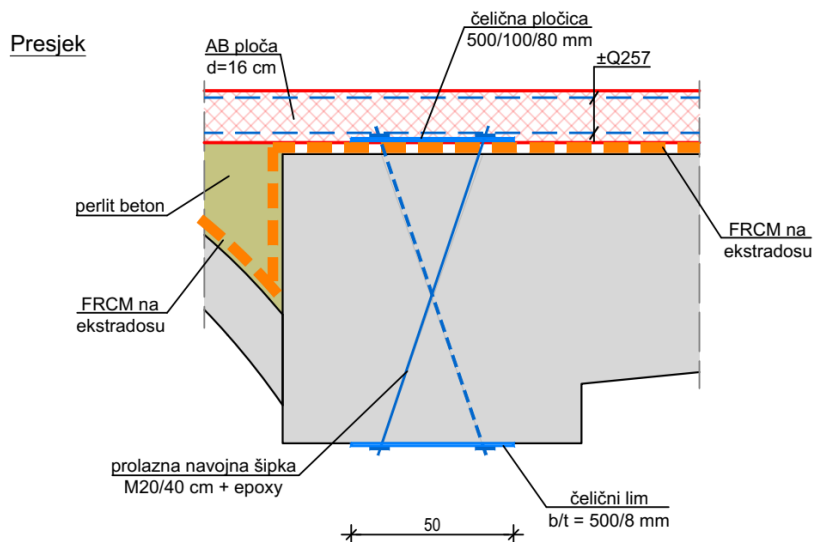 Presjek
AB ploča
d=16 cm
čelična pločica
500/100/80 mm
±Q257
perlit beton
FRCM na
ekstradosu
FRCM na
ekstradosu
prolazna navojna šipka
M20/40 cm + epoxy
50
čelični lim
b/t = 500/8 mm